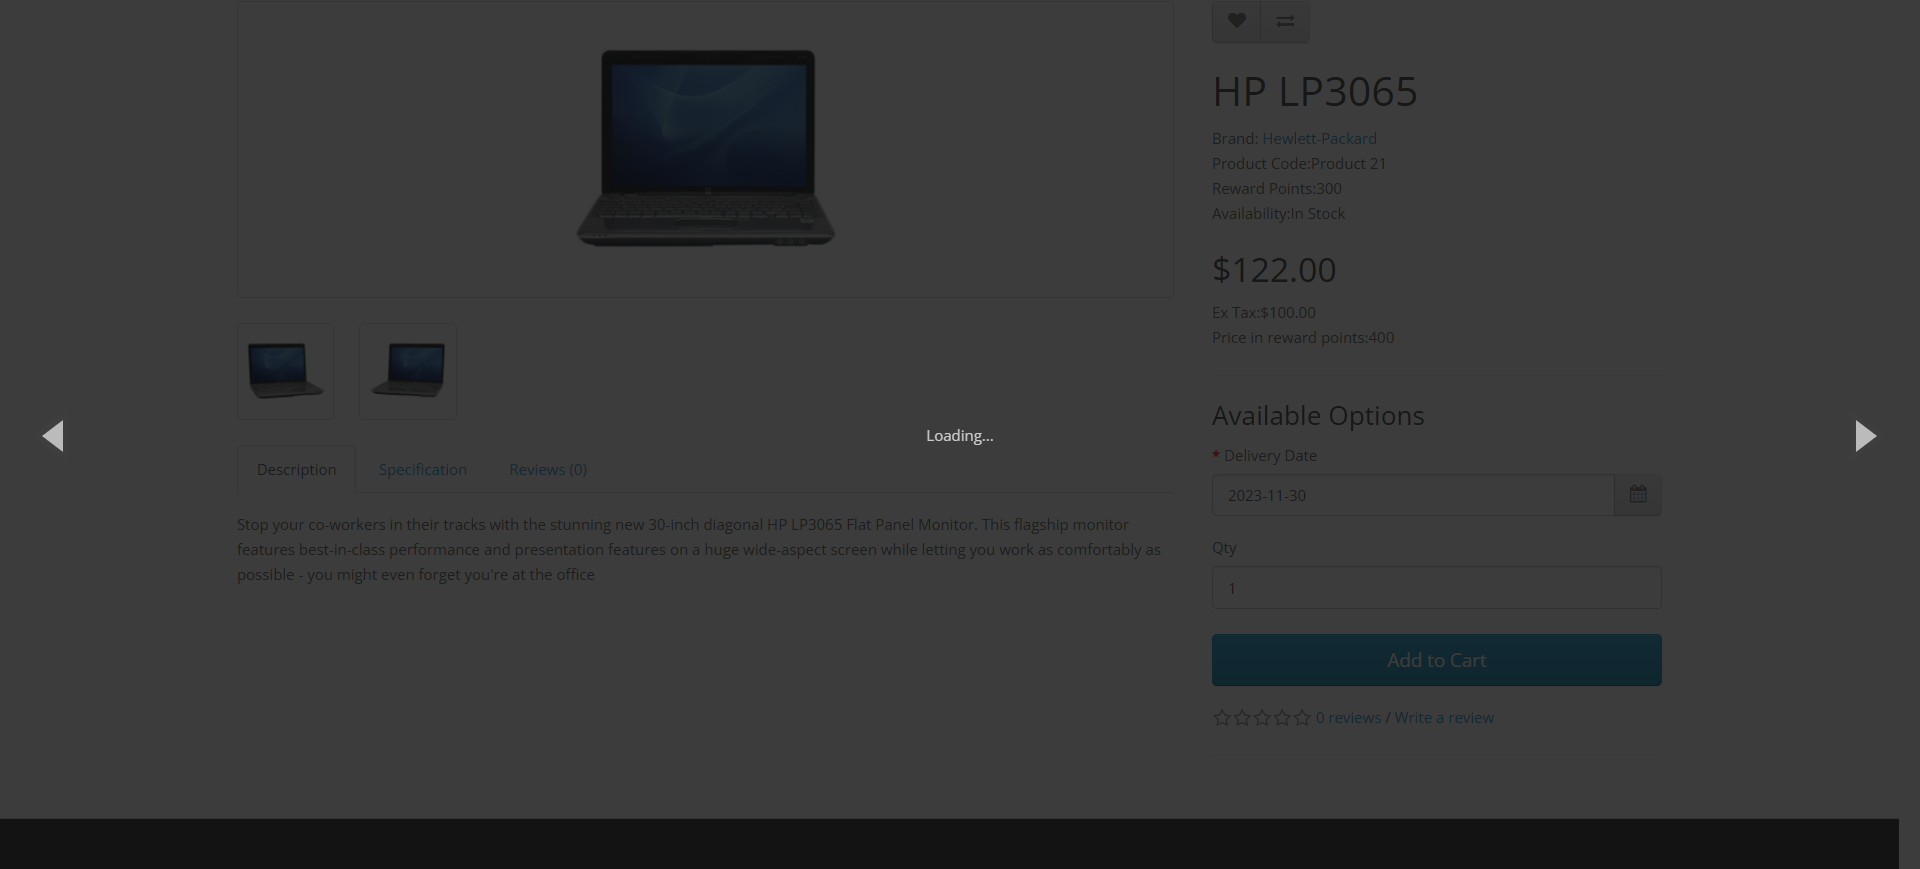 HP LP3065
Brand: Hewlett-Packard
Product Code:Product 21
Reward Points:300
Availability:In Stock
$122.00
Ex Tax:$100.00
Price in reward points:400
Available Options
* Delivery Date
2023-11-30
Qty
1
Add to Cart
0 reviews / Write a review
Loading...
Description
Specification
Reviews (0)
Stop your co-workers in their tracks with the stunning new 30-inch diagonal HP LP3065 Flat Panel Monitor. This flagship monitor
features best-in-class performance and presentation features on a huge wide-aspect screen while letting you work as comfortably as
possible - you might even forget you're at the office